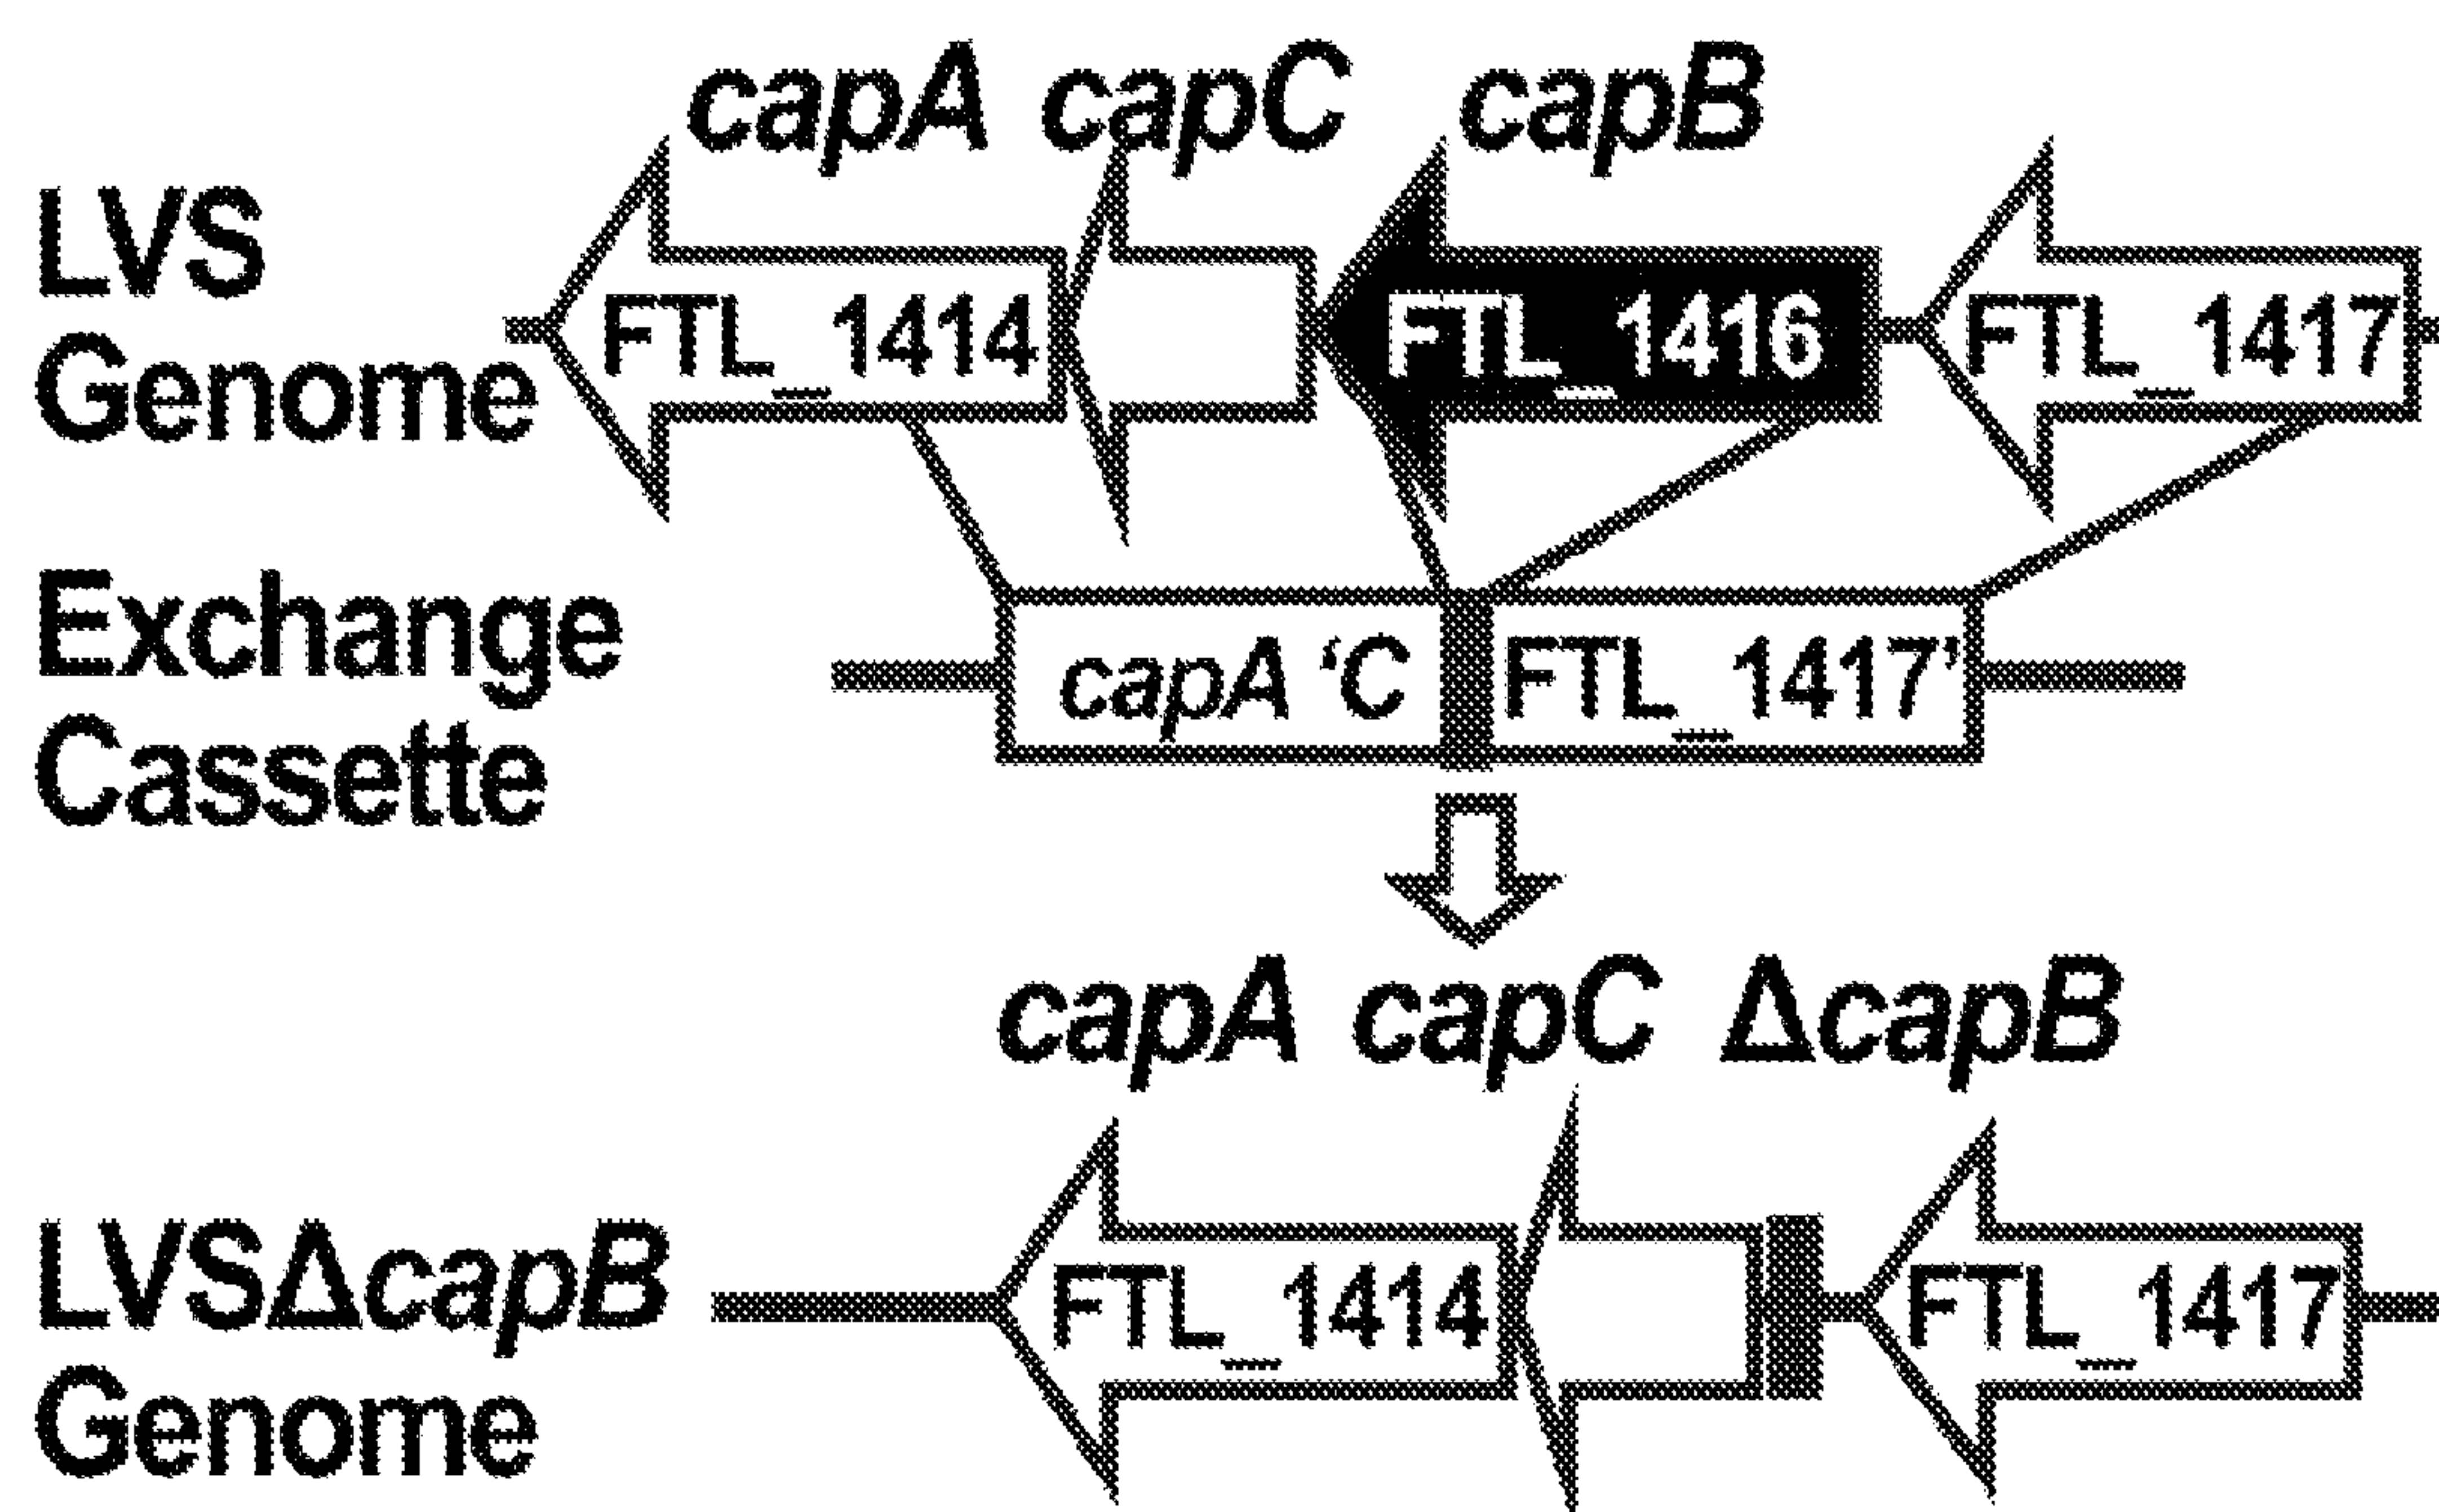 capA capC capB
LVS
Genome
FTL_1414 FTL_1416 FTL_1417
Exchange
Cassette
capA ‘C FTL_1417’
capA capC ΔcapB
LVSΔcapB
Genome
FTL_1414 FTL_1417